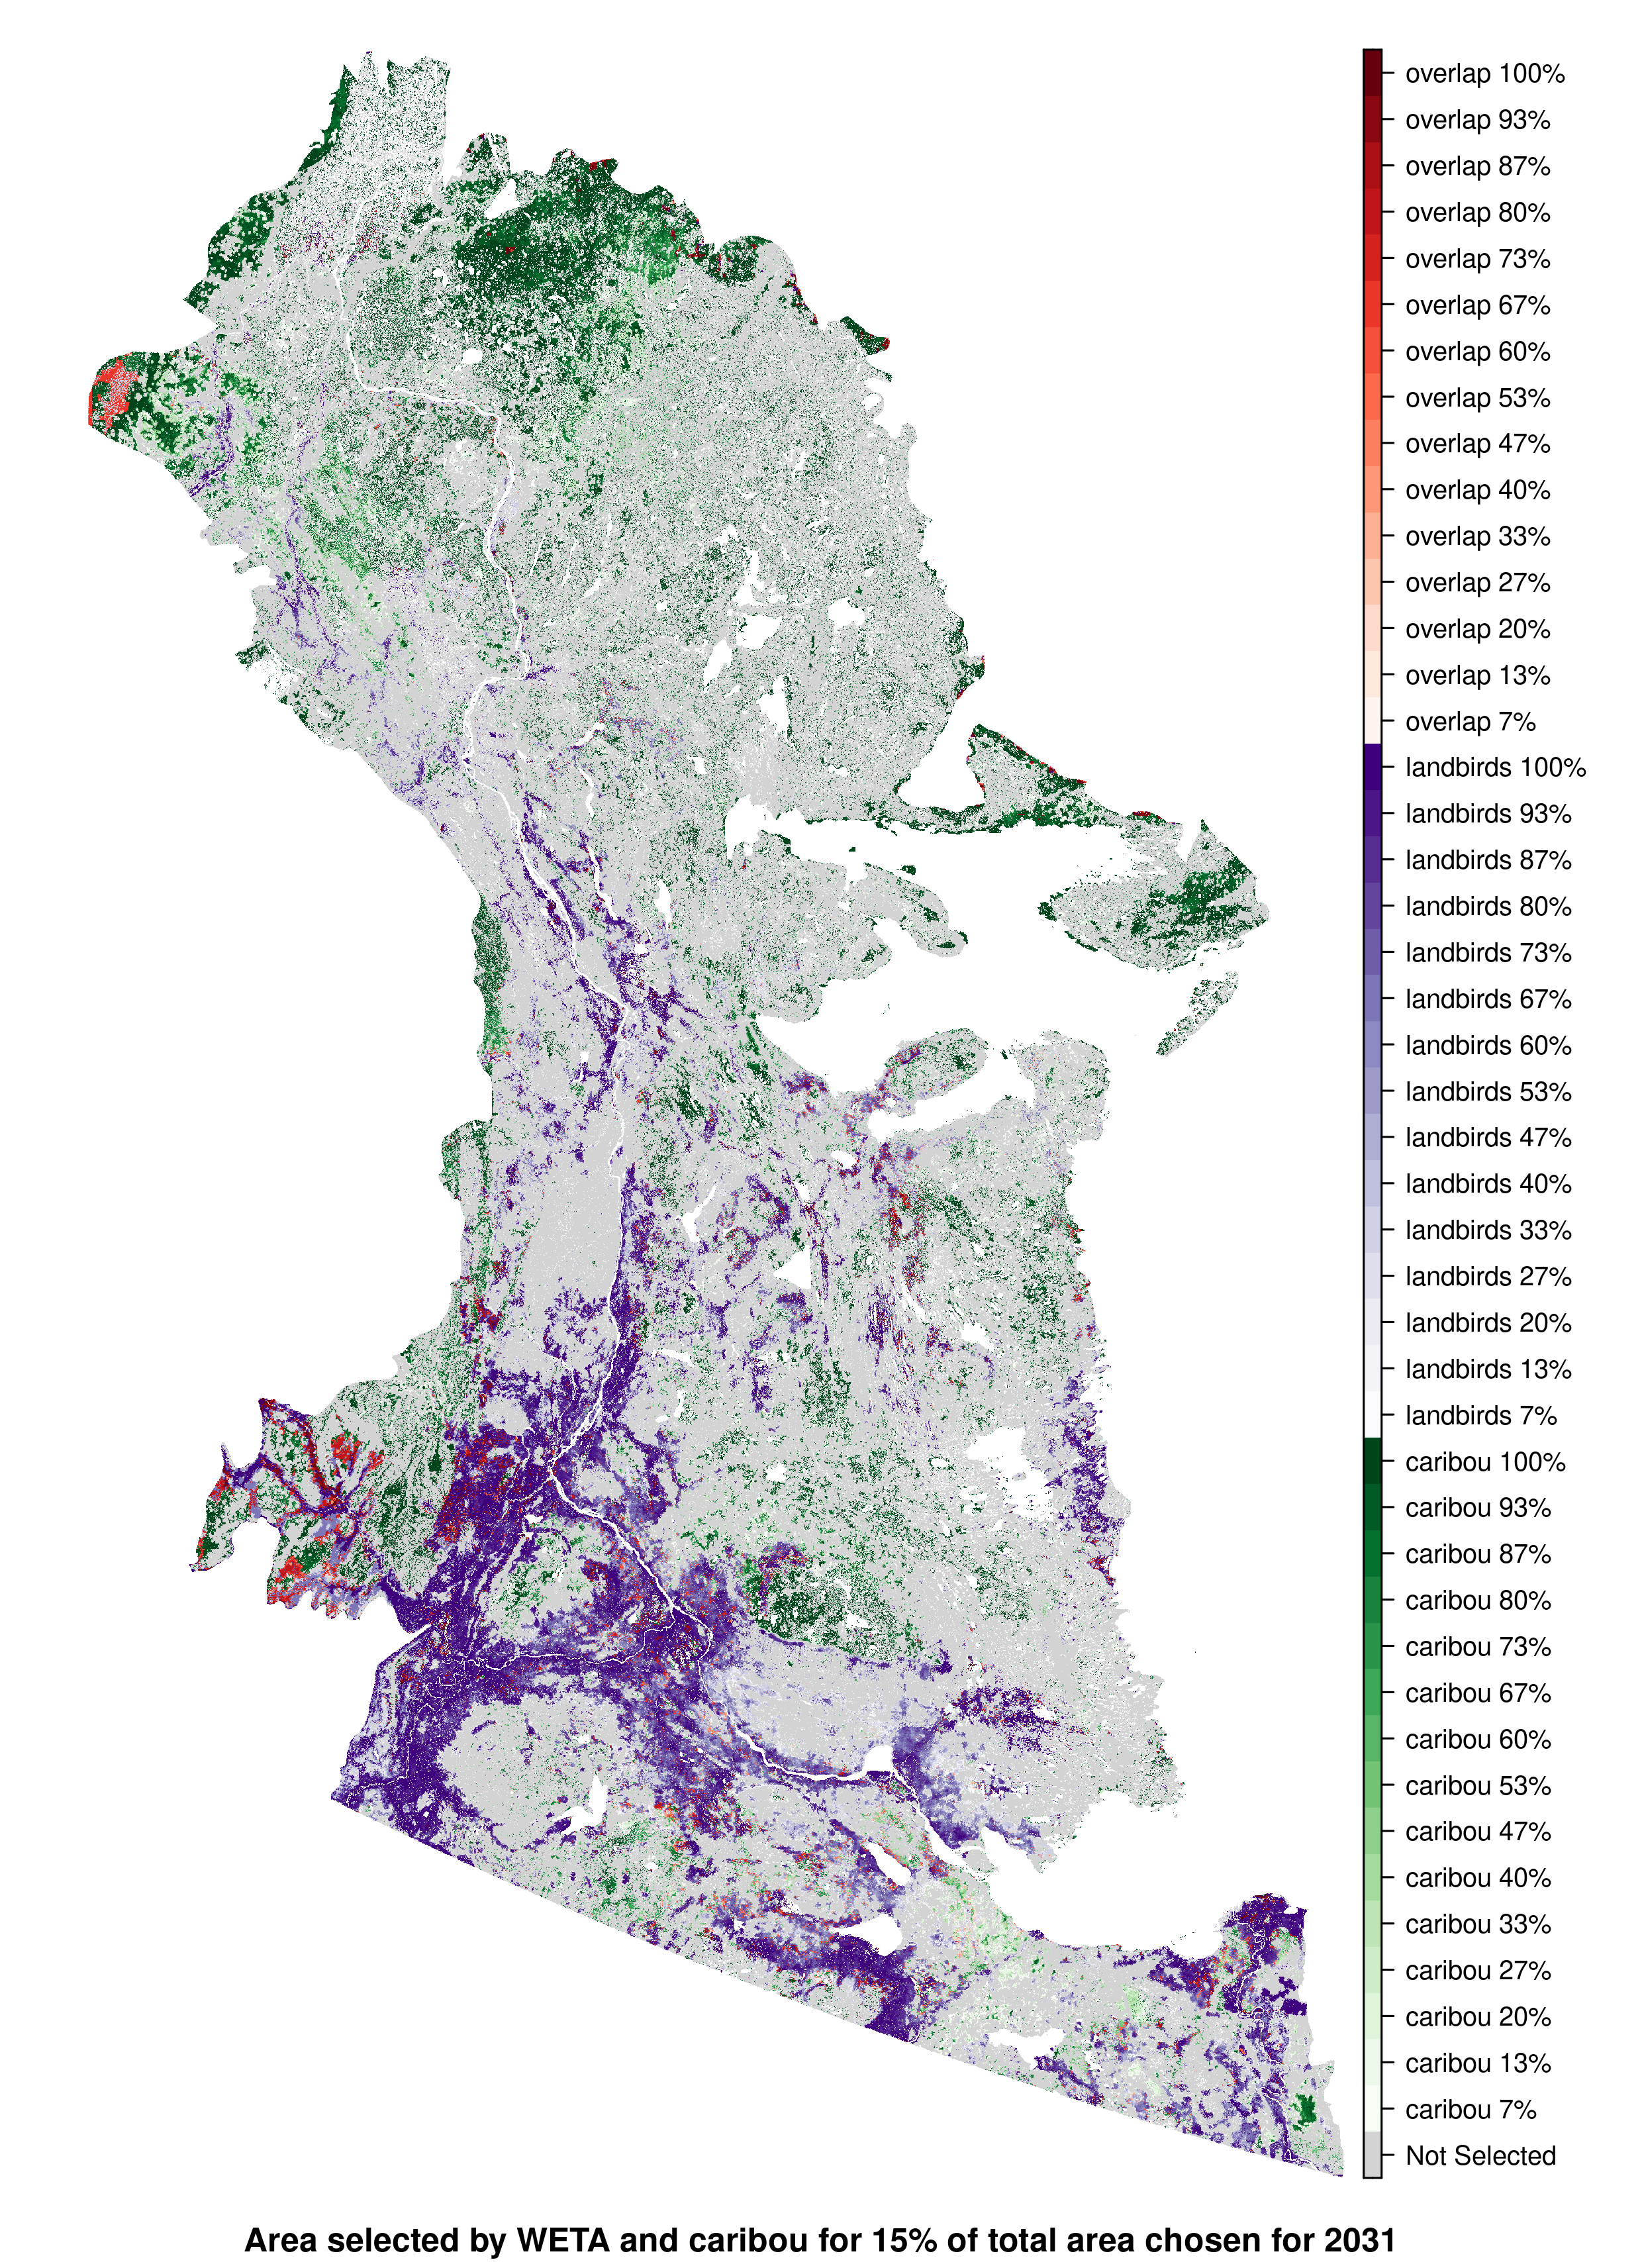 overlap 100%
overlap 93%
overlap 87%
overlap 80%
overlap 73%
overlap 67%
overlap 60%
overlap 53%
overlap 47%
overlap 40%
overlap 33%
overlap 27%
overlap 20%
overlap 13%
overlap 7%
landbirds 100%
landbirds 93%
landbirds 87%
landbirds 80%
landbirds 73%
landbirds 67%
landbirds 60%
landbirds 53%
landbirds 47%
landbirds 40%
landbirds 33%
landbirds 27%
landbirds 20%
landbirds 13%
landbirds 7%
caribou 100%
caribou 93%
caribou 87%
caribou 80%
caribou 73%
caribou 67%
caribou 60%
caribou 53%
caribou 47%
caribou 40%
caribou 33%
caribou 27%
caribou 20%
caribou 13%
caribou 7%
Not Selected
Area selected by WETA and caribou for 15% of total area chosen for 2031